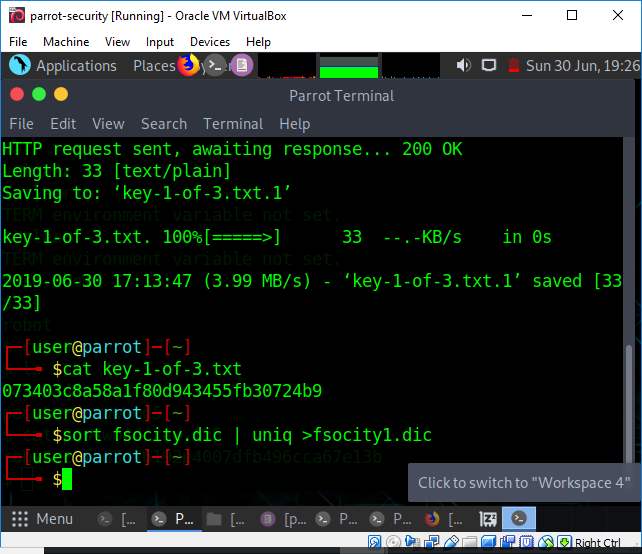 parrot-security [Running] - Oracle VM VirtualBox
File Machine View Input Devices Help
Applications Places Sun 30 Jun, 19:26
Parrot Terminal
File Edit View Search Terminal Help
HTTP request sent, awaiting response... 200 OK
Length: 33 [text/plain]
Saving to: ‘key-1-of-3.txt.1’
TERM environment variable not set.
key-1-of-3.txt. 100%[=====>] 33 --.-KB/s in 0s
TERM environment variable not set.
2019-06-30 17:13:47 (3.99 MB/s) - ‘key-1-of-3.txt.1’ saved [33
/33]
robot
┌─[user@parrot]─[~]
└──╼ $cat key-1-of-3.txt
073403c8a58a1f80d943455fb30724b9
┌─[user@parrot]─[~]
└──╼ $sort fsocity.dic | uniq >fsocity1.dic
┌─[user@parrot]─[~]
└──╼ $
Click to switch to "Workspace 4"
Menu [... P... [... [p... P... P... [...
Right Ctrl